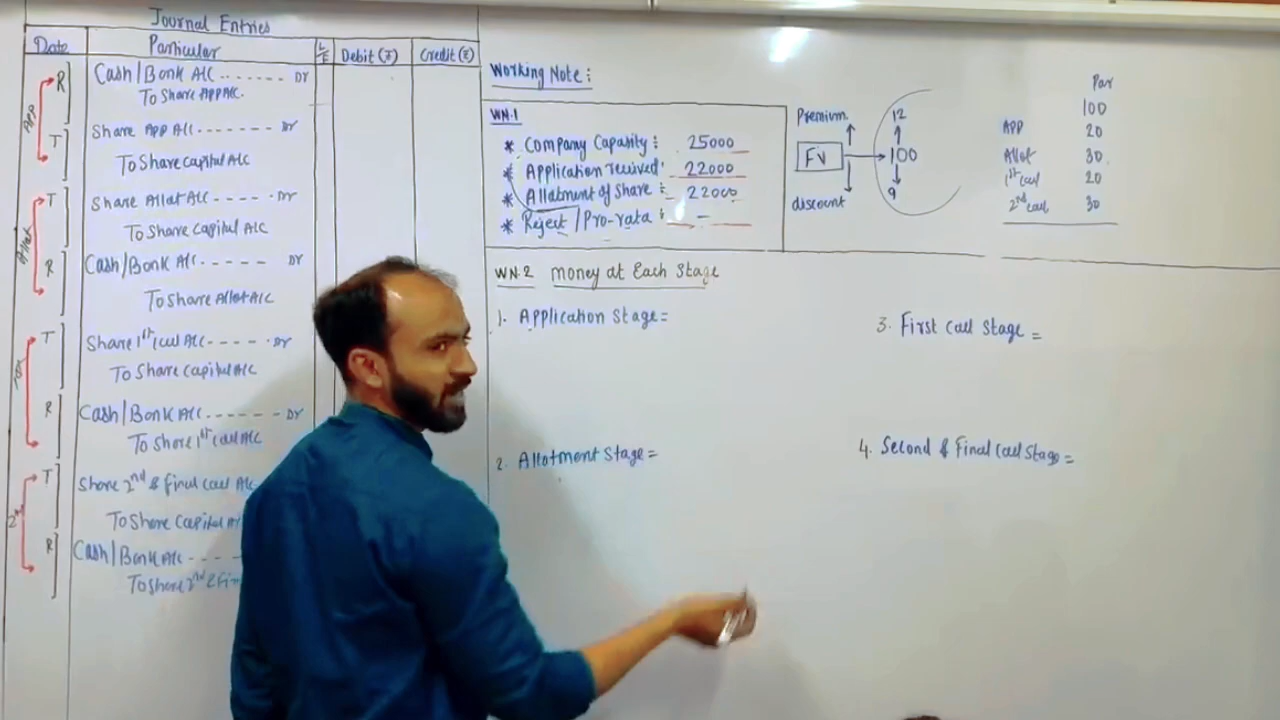 Journal Entries
Date Particular L/F Debit (₹) Credit (₹)
App
R Cash/Bank A/c ....... Dr
To Share APP A/c.
T Share App A/c ....... Dr
To Share capital A/c
Allot
T Share Allot A/c ----- Dr
To Share Capital A/c
R Cash/Bank A/c ----- Dr
To Share Allot A/c
T Share 1st call A/c ----- Dr
To Share Capital A/c
R Cash/Bank A/c ------- Dr
To Share 1st call A/c
2nd
T Share 2nd & final call A/c
To Share Capital A/c
R Cash/Bank A/c ----
To Share 2nd & Fin
Working Note:
WN.1
* Company Capasity: 25000
* Application recived: 22000
* Allotment of Share: 22000
* Reject/Pro-rata: -
Premium
FV
discount
12
100
9
Par
100
APP 20
Allot 30
1st call 20
2nd call 30
WN.2 money at Each Stage
1. Application Stage =
2. Allotment Stage =
3. First Call Stage =
4. Second & Final Call Stage =